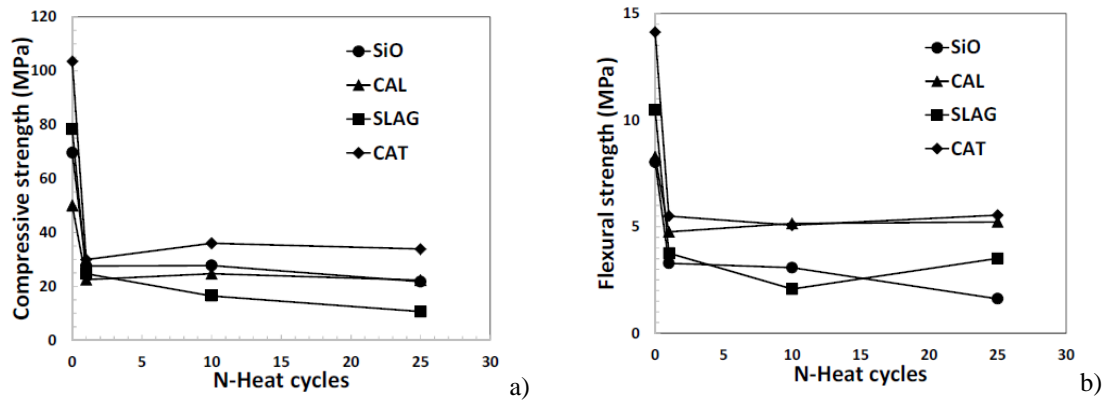 120
100
80
60
40
20
0
Compressive strength (MPa)
SiO
CAL
SLAG
CAT
0 5 10 15 20 25 30
N-Heat cycles
a)
15
10
5
0
Flexural strength (MPa)
SiO
CAL
SLAG
CAT
0 5 10 15 20 25 30
N-Heat cycles
b)